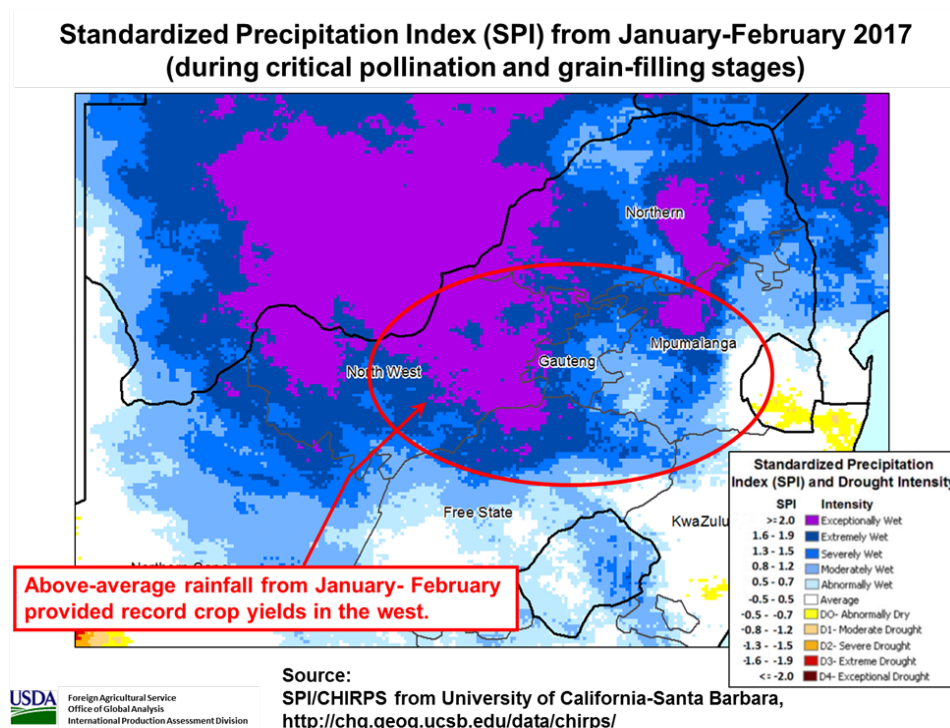 Standardized Precipitation Index (SPI) from January-February 2017
(during critical pollination and grain-filling stages)
Northern
Mpumalanga
Gauteng
North West
Free State
KwaZulu
Above-average rainfall from January- February
provided record crop yields in the west.
Standardized Precipitation
Index (SPI) and Drought Intensity
SPI Intensity
>= 2.0 Exceptionally Wet
1.6 - 1.9 Extremely Wet
1.3 - 1.5 Severely Wet
0.8 - 1.2 Moderately Wet
0.5 - 0.7 Abnormally Wet
-0.5 - 0.5 Average
-0.5 - -0.7 D0- Abnormally Dry
-0.8 - -1.2 D1- Moderate Drought
-1.3 - -1.5 D2- Severe Drought
-1.6 - -1.9 D3- Extreme Drought
<= -2.0 D4- Exceptional Drought
USDA
Foreign Agricultural Service
Office of Global Analysis
International Production Assessment Division
Source:
SPI/CHIRPS from University of California-Santa Barbara,
http://chg.geog.ucsb.edu/data/chirps/